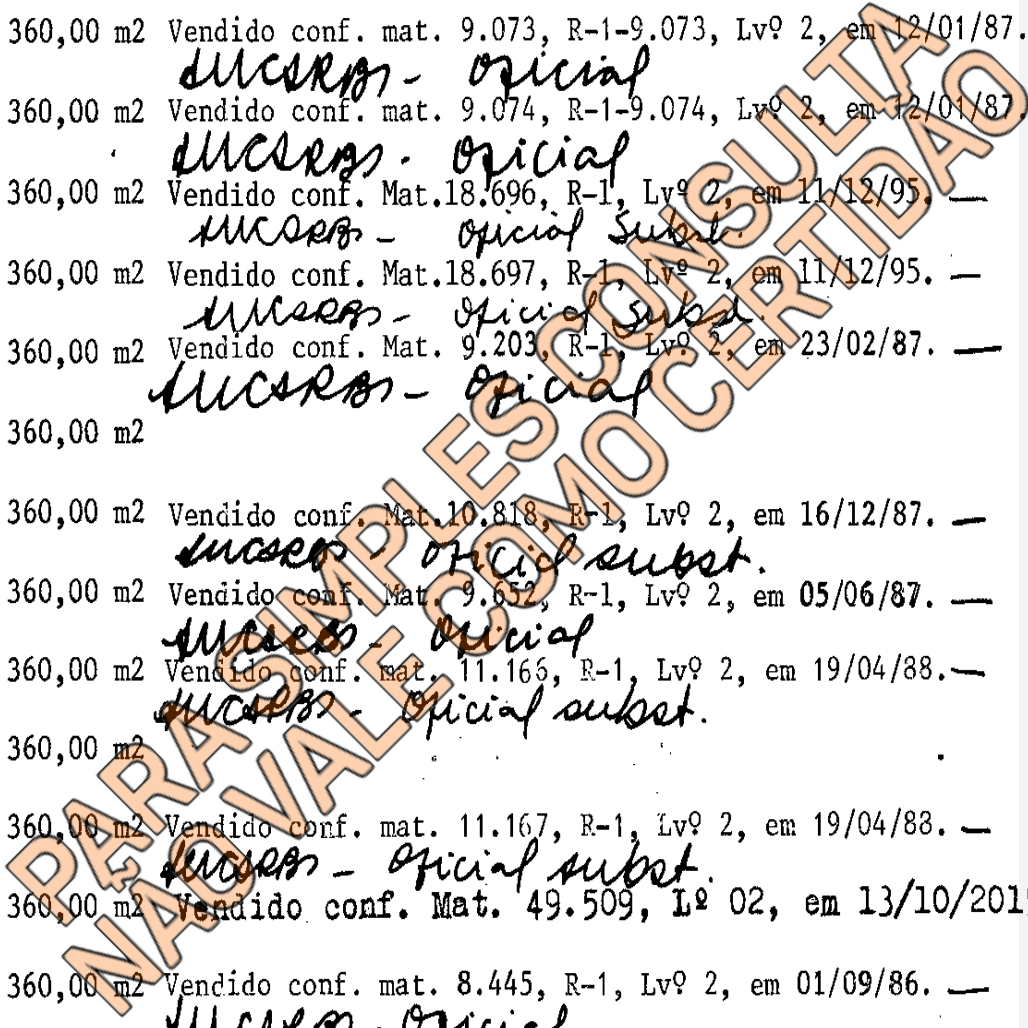 360,00 m2 Vendido conf. mat. 9.073, R-1-9.073, Lvº 2, em 12/01/87.
Oficial
360,00 m2 Vendido conf. mat. 9.074, R-1-9.074, Lvº 2, em 12/01/87.
Oficial
360,00 m2 Vendido conf. Mat.18.696, R-1, Lvº 2, em 11/12/95. —
Oficial Subst.
360,00 m2 Vendido conf. Mat.18.697, R-1, Lvº 2, em 11/12/95. —
Oficial Subst.
360,00 m2 Vendido conf. Mat. 9.203, R-1, Lvº 2, em 23/02/87. —
Oficial
360,00 m2
360,00 m2 Vendido conf. Mat.10.818, R-1, Lvº 2, em 16/12/87. —
Oficial subst.
360,00 m2 Vendido conf. Mat. 9.652, R-1, Lvº 2, em 05/06/87. —
Oficial
360,00 m2 Vendido conf. mat. 11.166, R-1, Lvº 2, em 19/04/88. —
Oficial subst.
360,00 m2
360,00 m2 Vendido conf. mat. 11.167, R-1, Lvº 2, em 19/04/88. —
Oficial subst.
360,00 m2 Vendido conf. Mat. 49.509, Lº 02, em 13/10/201
360,00 m2 Vendido conf. mat. 8.445, R-1, Lvº 2, em 01/09/86. —
Oficial
PARA SIMPLES CONSULTA
NÃO VALE COMO CERTIDÃO